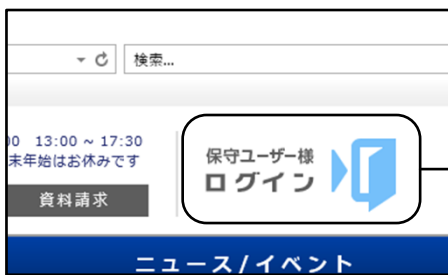 検索...
00 13:00 ~ 17:30
末年始はお休みです
資料請求
保守ユーザー様
ログイン
ニュース/イベント